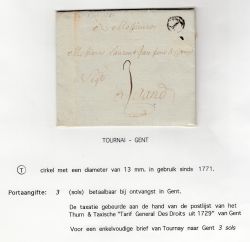 a Monsieur
Gand
TOURNAI - GENT
T cirkel met een diameter van 13 mm. in gebruik sinds 1771.
Portaangifte: 3 (sols) betaalbaar bij ontvangst in Gent.
De taxatie gebeurde aan de hand van de postlijst van het
Thurn & Taxische "Tarif General Des Droits uit 1729" van Gent
Voor een enkelvoudige brief van Tournay naar Gent 3 sols